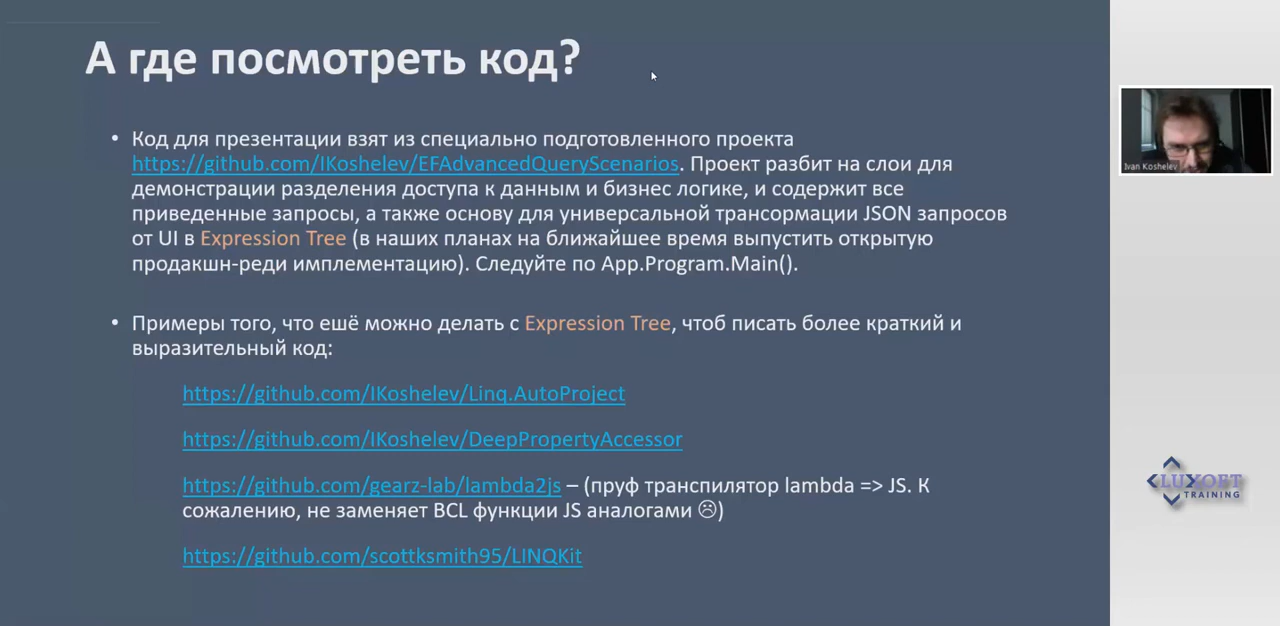 А где посмотреть код?
• Код для презентации взят из специально подготовленного проекта
https://github.com/IKoshelev/EFAdvancedQueryScenarios. Проект разбит на слои для
демонстрации разделения доступа к данным и бизнес логике, и содержит все
приведенные запросы, а также основу для универсальной трансормации JSON запросов
от UI в Expression Tree (в наших планах на ближайшее время выпустить открытую
продакшн-реди имплементацию). Следуйте по App.Program.Main().
• Примеры того, что ешё можно делать с Expression Tree, чтоб писать более краткий и
выразительный код:
https://github.com/IKoshelev/Linq.AutoProject
https://github.com/IKoshelev/DeepPropertyAccessor
https://github.com/gearz-lab/lambda2js – (пруф транспилятор lambda => JS. К
сожалению, не заменяет BCL функции JS аналогами ☹)
https://github.com/scottksmith95/LINQKit
Ivan Koshelev
LUXOFT
TRAINING